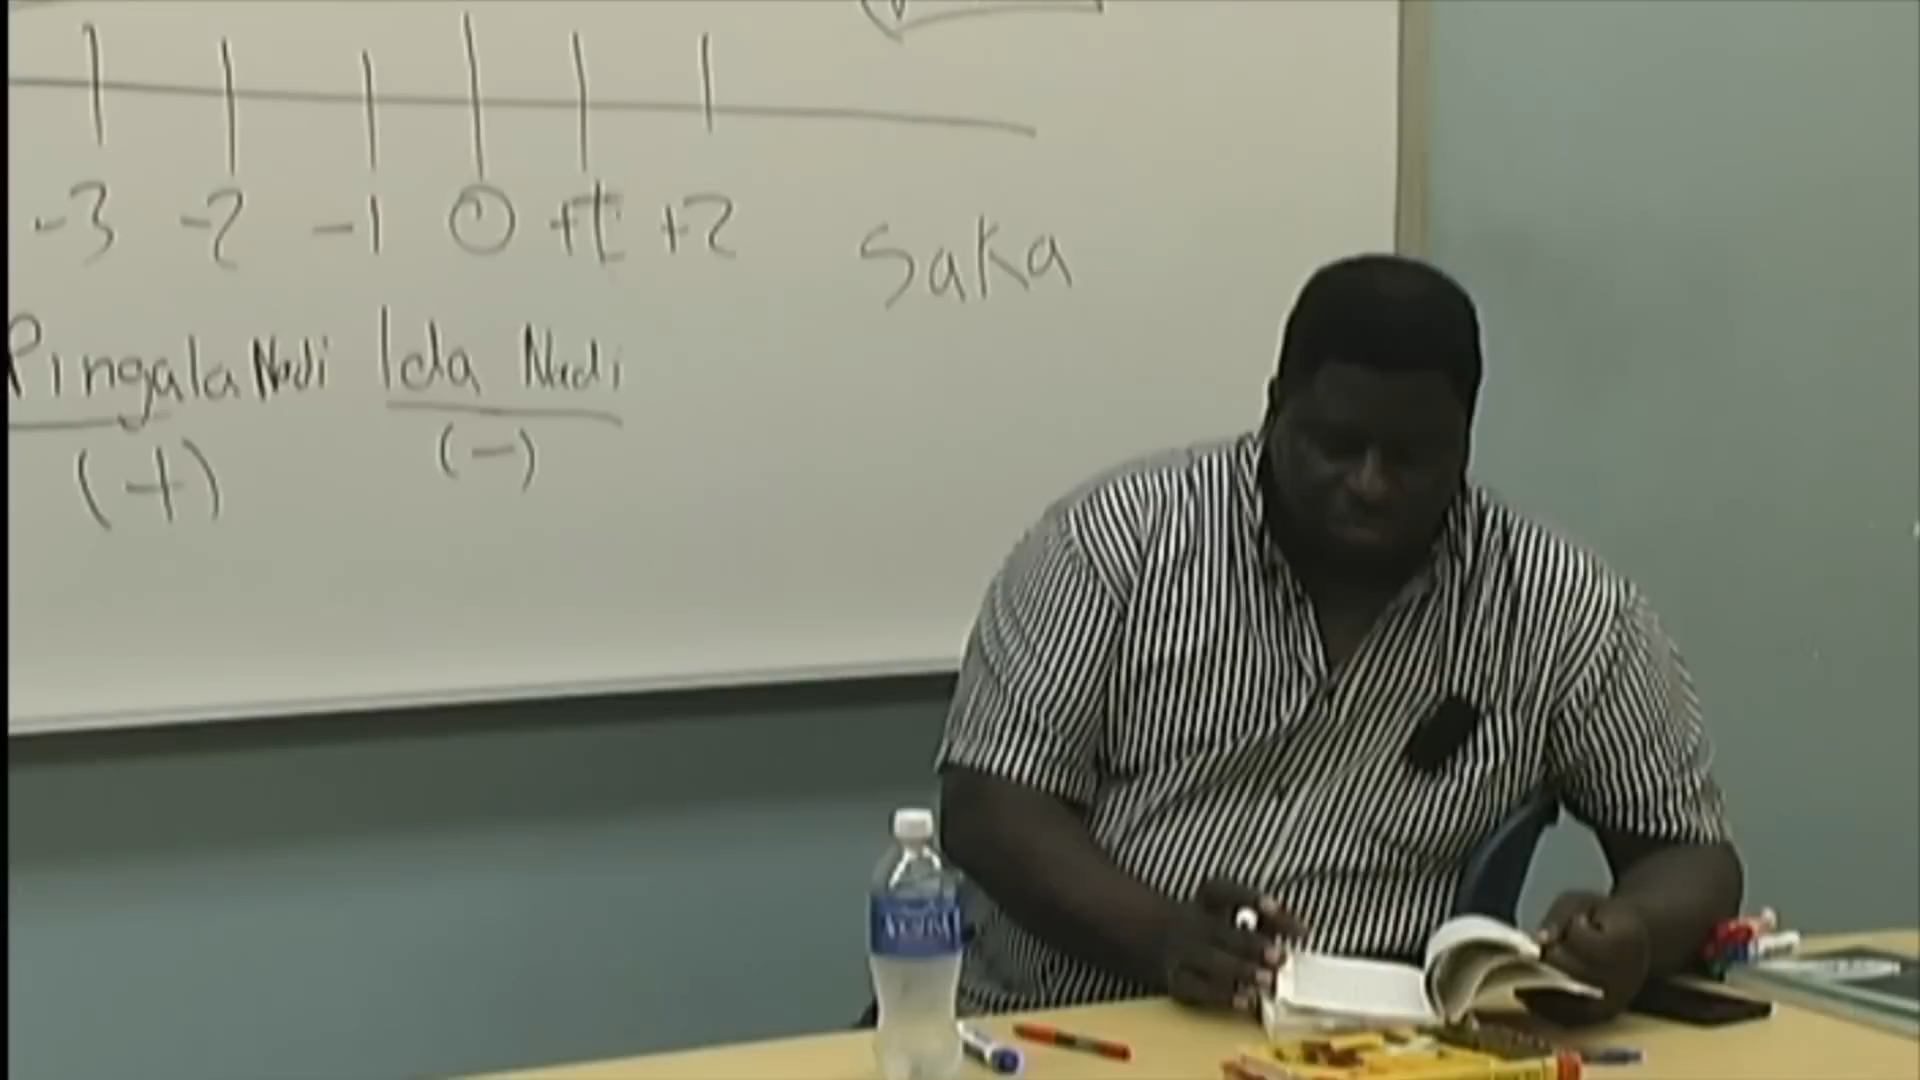 -3 -2 -1 0 +1 +2
Saka
Pingala Nadi Ida Nadi
(+) (-)